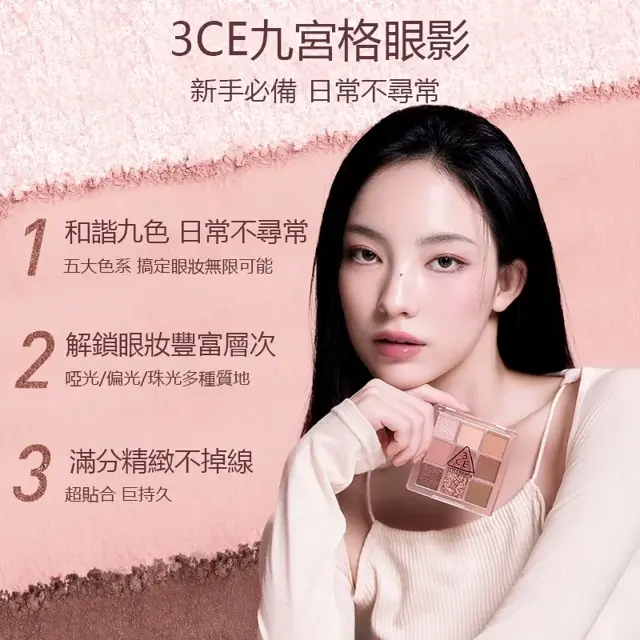 3CE九宮格眼影
新手必備 日常不尋常
1 和諧九色 日常不尋常
五大色系 搞定眼妝無限可能
2 解鎖眼妝豐富層次
啞光/偏光/珠光多種質地
3 滿分精緻不掉線
超貼合 巨持久
3CE